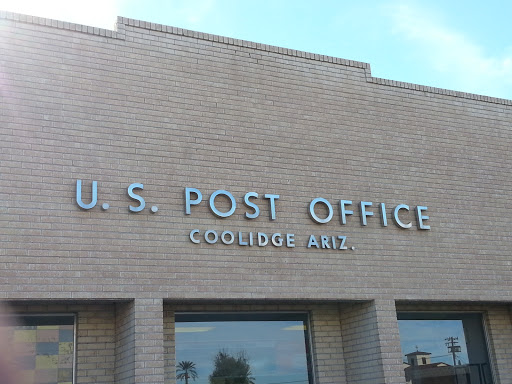 U.S. POST OFFICE
COOLIDGE ARIZ.